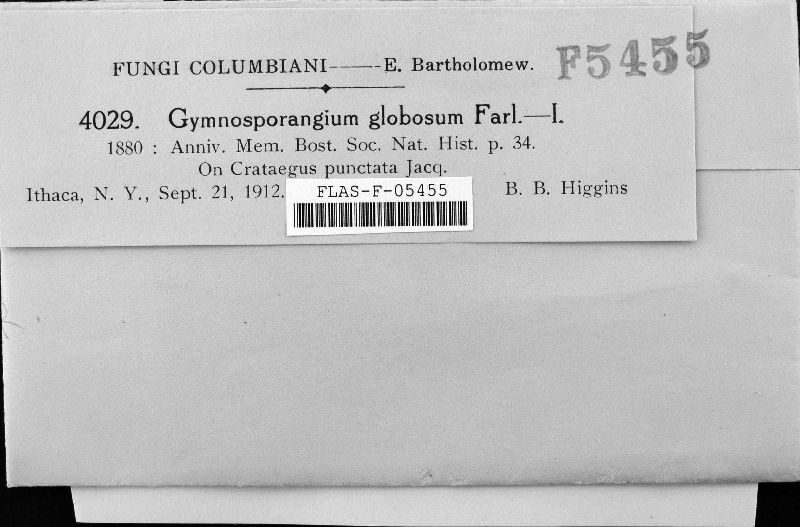 FUNGI COLUMBIANI——E. Bartholomew.
F5455
4029. Gymnosporangium globosum Farl.—I.
1880 : Anniv. Mem. Bost. Soc. Nat. Hist. p. 34.
On Crataegus punctata Jacq.
Ithaca, N. Y., Sept. 21, 1912. B. B. Higgins
FLAS-F-05455